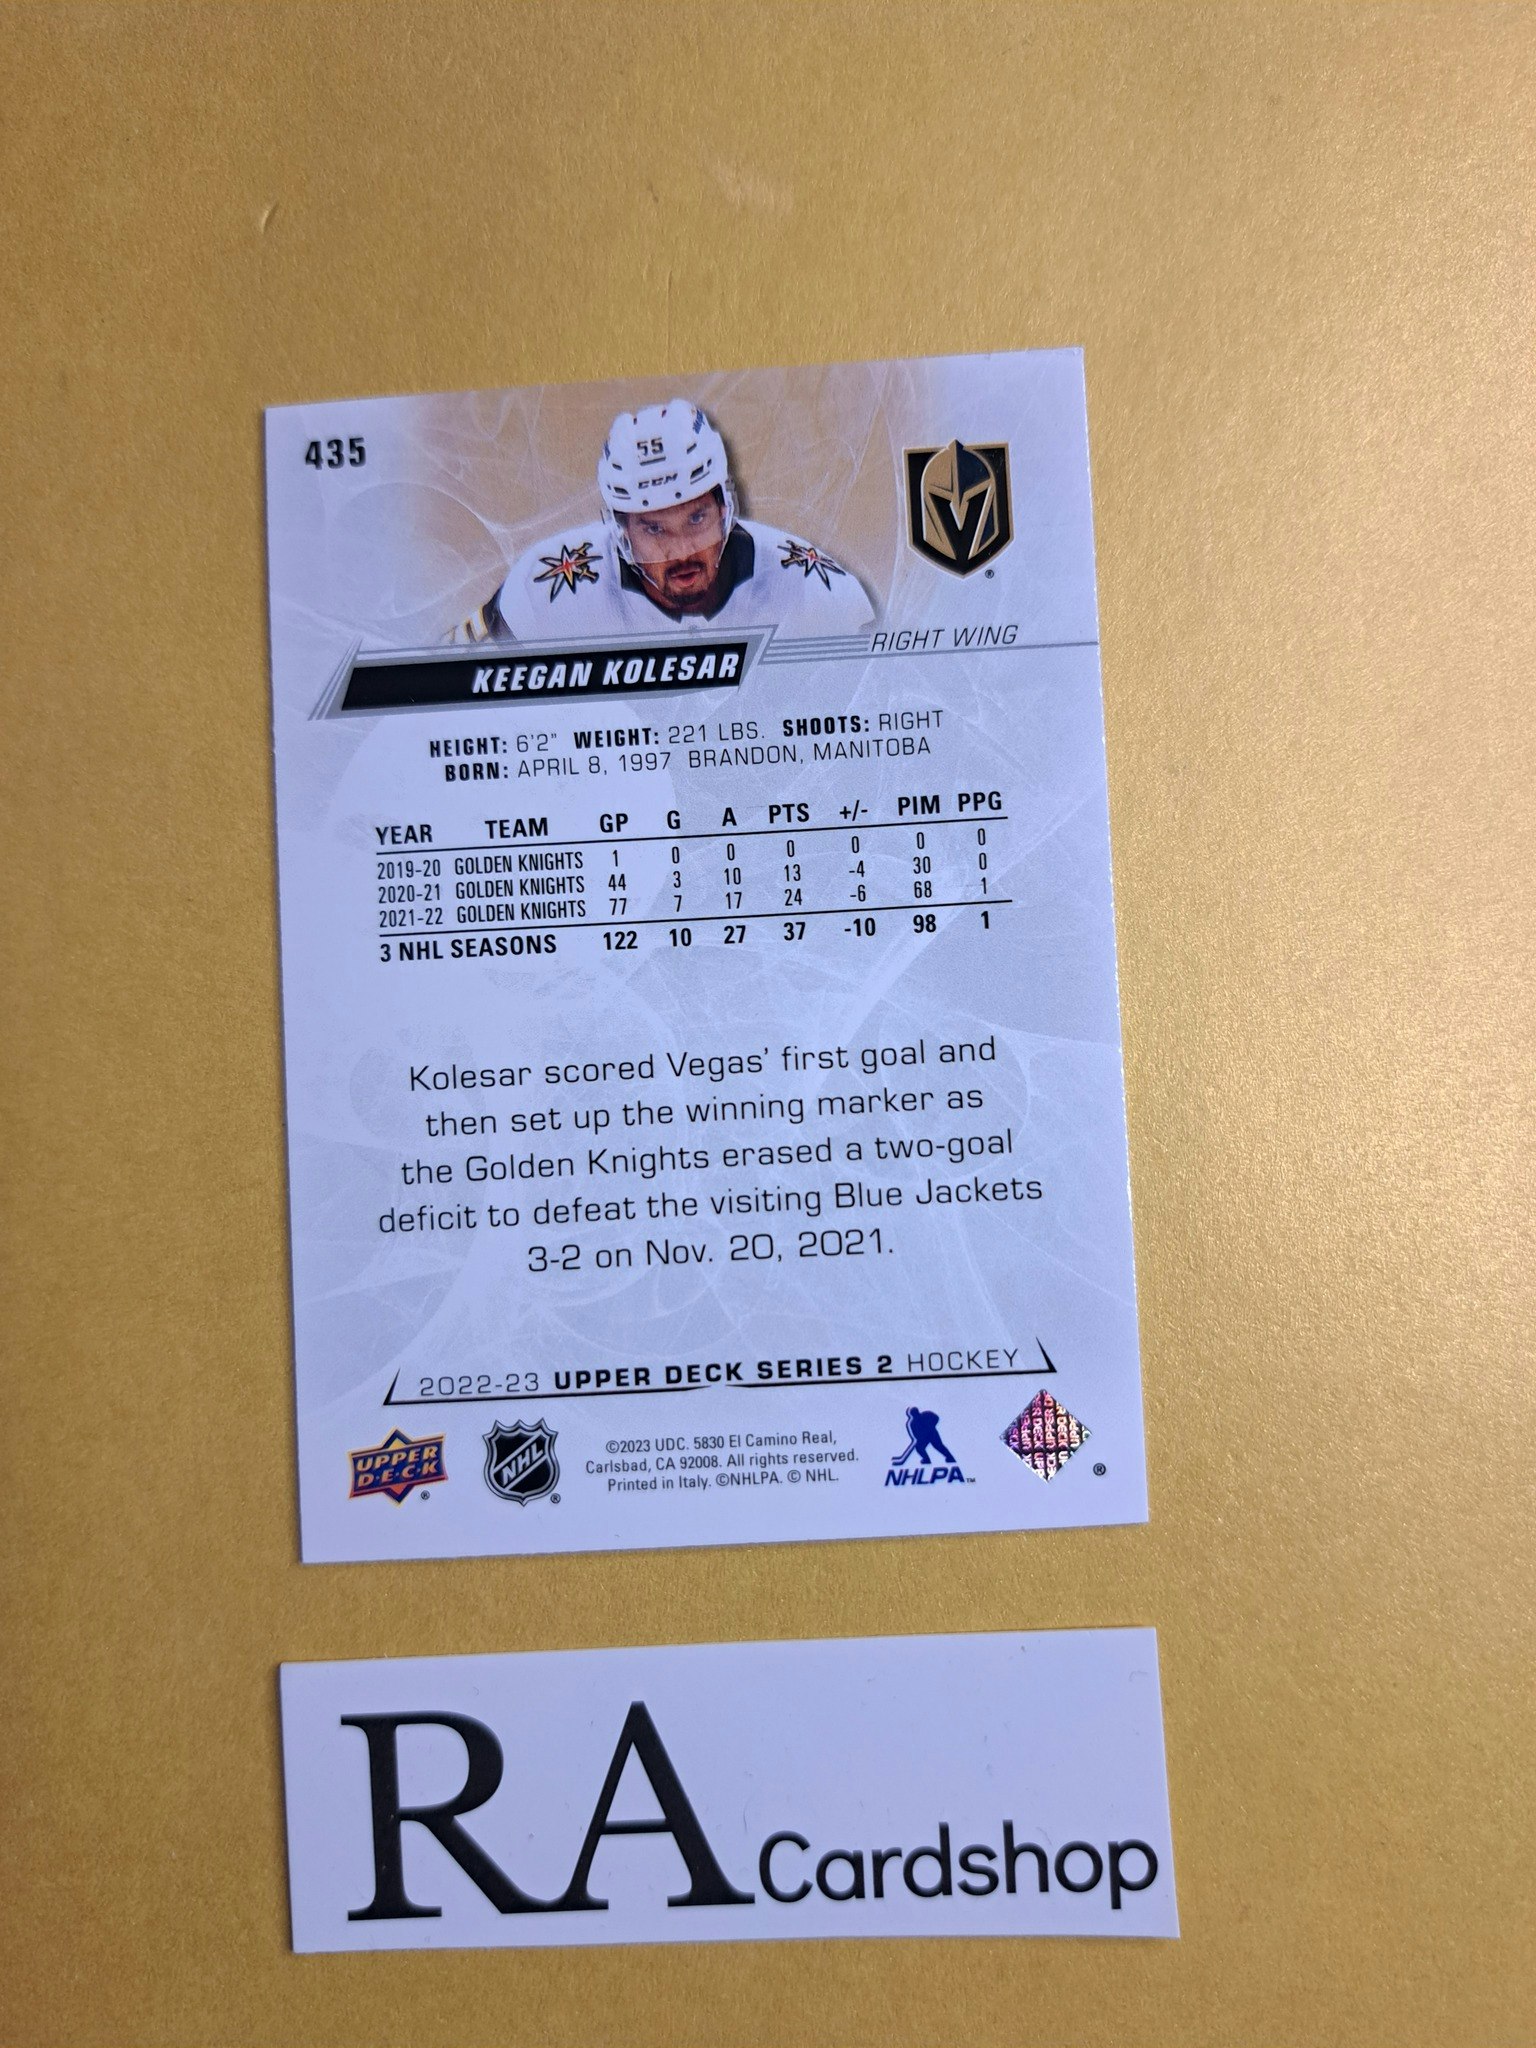 435
55
CCM
RIGHT WING
KEEGAN KOLESAR
HEIGHT: 6'2" WEIGHT: 221 LBS. SHOOTS: RIGHT
BORN: APRIL 8, 1997 BRANDON, MANITOBA
YEAR TEAM GP G A PTS +/- PIM PPG
2019-20 GOLDEN KNIGHTS 1 0 0 0 0 0 0
2020-21 GOLDEN KNIGHTS 44 3 10 13 -4 30 0
2021-22 GOLDEN KNIGHTS 77 7 17 24 -6 68 1
3 NHL SEASONS 122 10 27 37 -10 98 1
Kolesar scored Vegas' first goal and
then set up the winning marker as
the Golden Knights erased a two-goal
deficit to defeat the visiting Blue Jackets
3-2 on Nov. 20, 2021.
2022-23 UPPER DECK SERIES 2 HOCKEY
UPPER
D·E·C·K
®
NHL
®
©2023 UDC. 5830 El Camino Real,
Carlsbad, CA 92008. All rights reserved.
Printed in Italy. ©NHLPA. © NHL.
NHLPA™
UPPER DECK
®
RA Cardshop